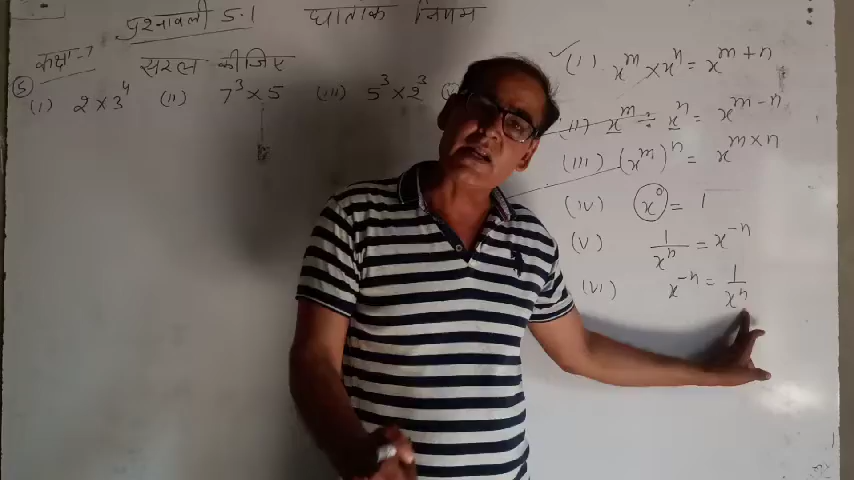 प्रश्नावली 5.1 घातांक नियम
कक्षा-7 सरल कीजिए
(5)
(i) 2 × 3⁴ (ii) 7³ × 5 (iii) 5³ × 2³
(i) xᵐ × xⁿ = xᵐ⁺ⁿ
(ii) xᵐ ÷ xⁿ = xᵐ⁻ⁿ
(iii) (xᵐ)ⁿ = xᵐˣⁿ
(iv) x⁰ = 1
(v) 1/xⁿ = x⁻ⁿ
(vi) x⁻ⁿ = 1/xⁿ